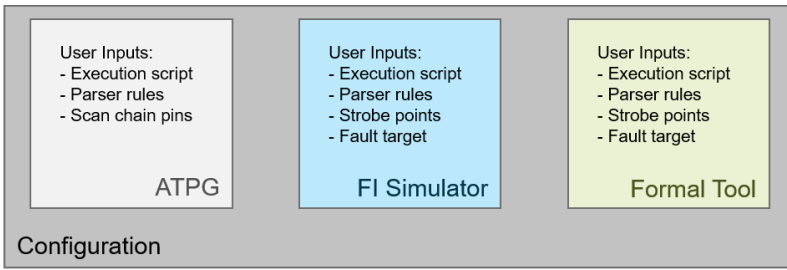 User Inputs:
- Execution script
- Parser rules
- Scan chain pins
ATPG
User Inputs:
- Execution script
- Parser rules
- Strobe points
- Fault target
FI Simulator
User Inputs:
- Execution script
- Parser rules
- Strobe points
- Fault target
Formal Tool
Configuration